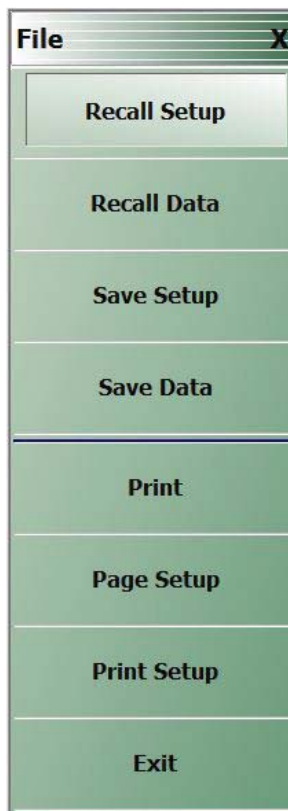 File X
Recall Setup
Recall Data
Save Setup
Save Data
Print
Page Setup
Print Setup
Exit